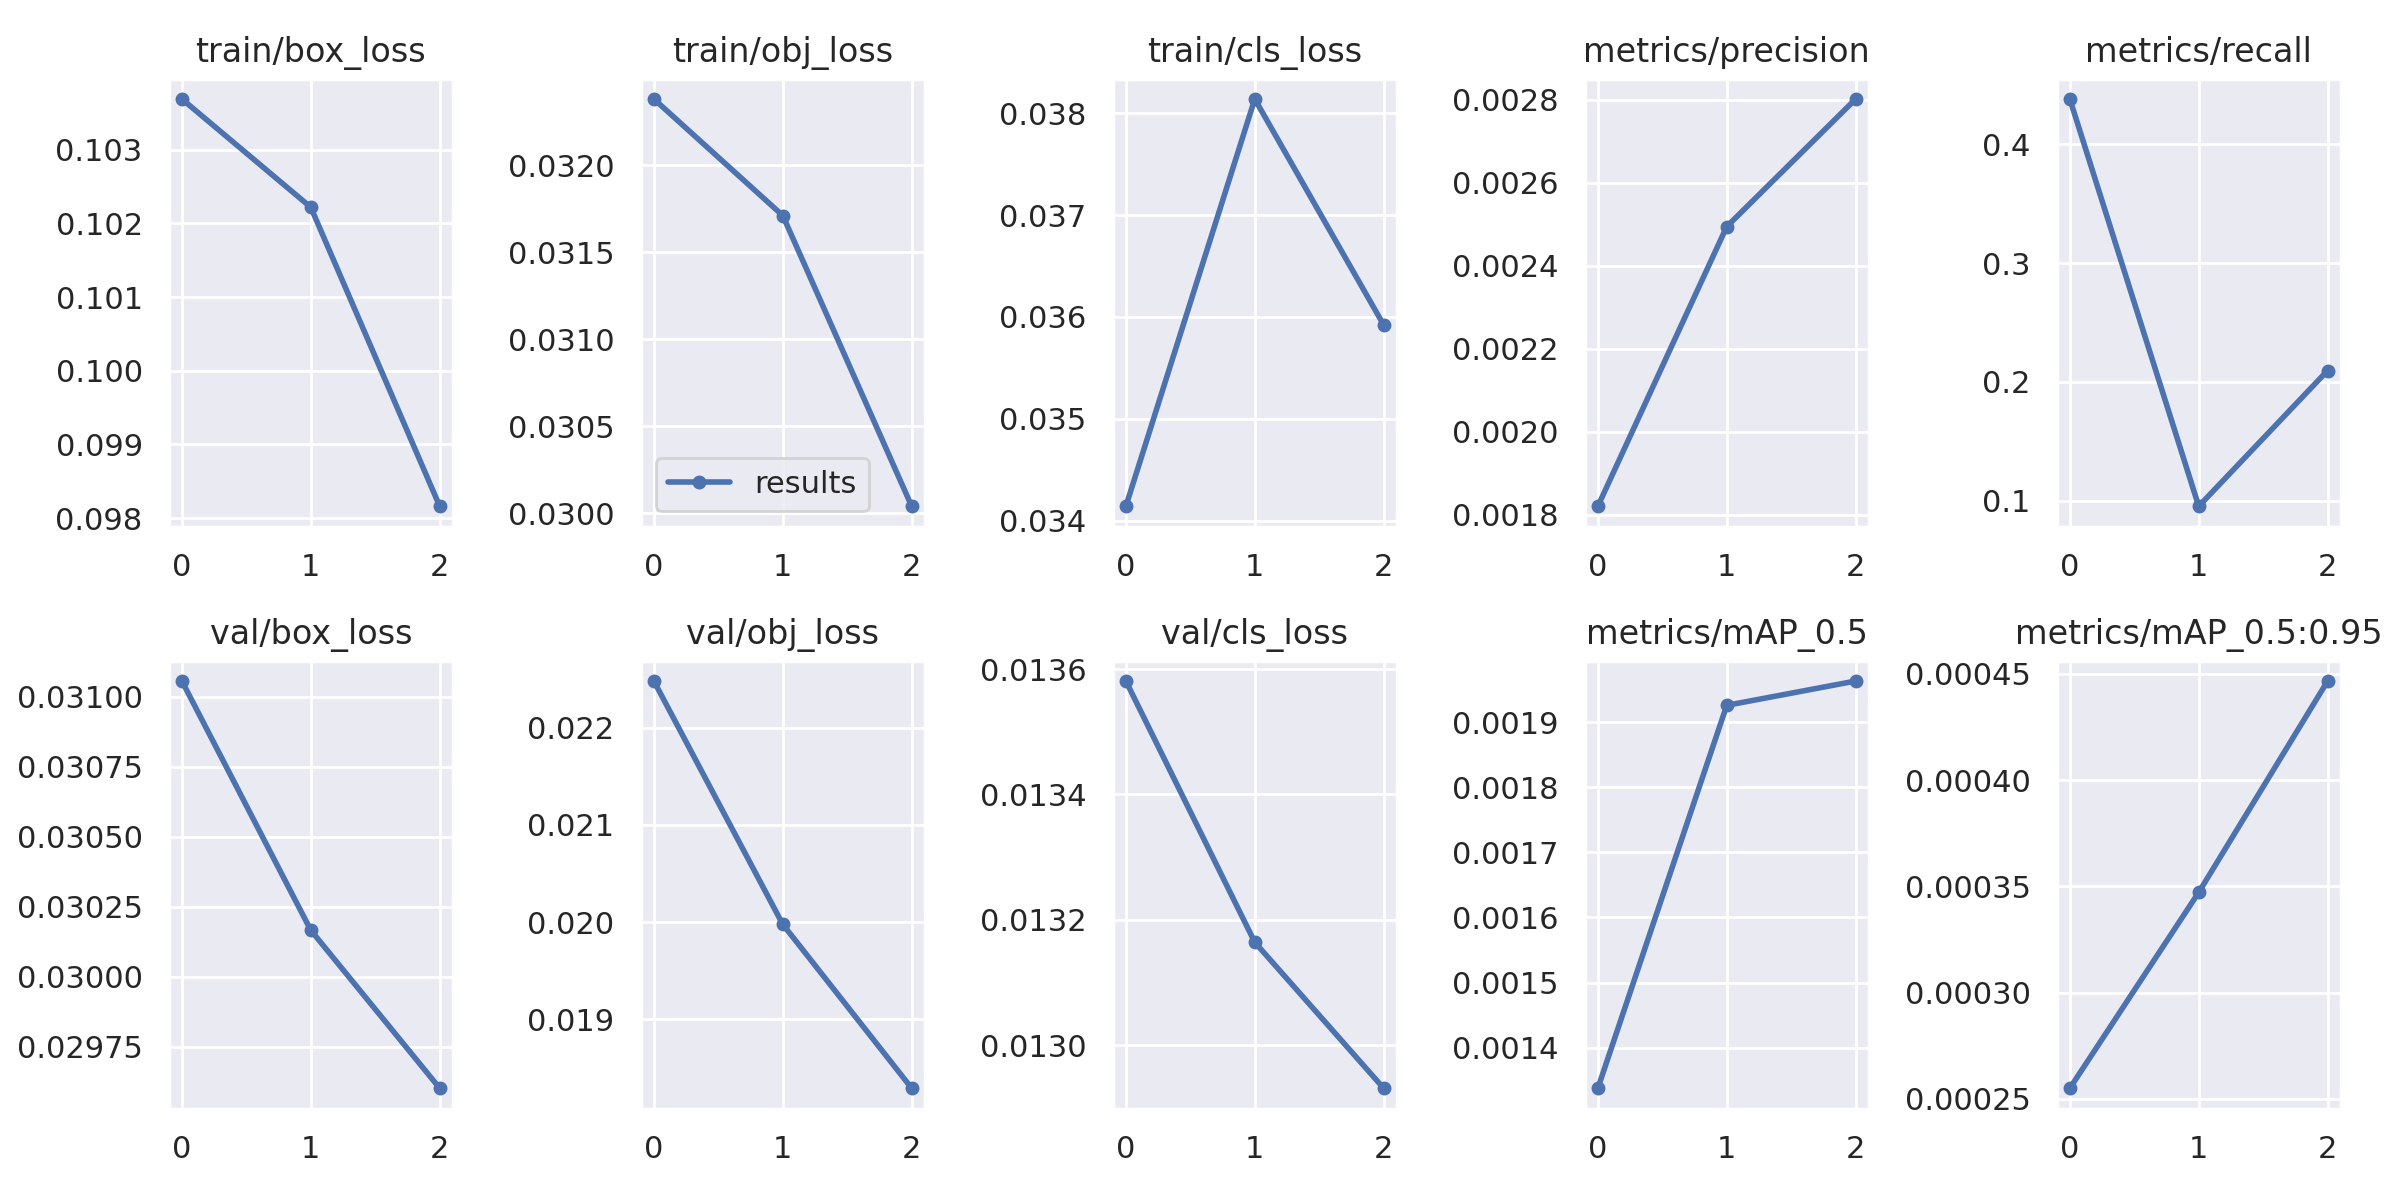 train/box_loss
0.103
0.102
0.101
0.100
0.099
0.098
0 1 2
train/obj_loss
0.0320
0.0315
0.0310
0.0305
0.0300
results
0 1 2
train/cls_loss
0.038
0.037
0.036
0.035
0.034
0 1 2
metrics/precision
0.0028
0.0026
0.0024
0.0022
0.0020
0.0018
0 1 2
metrics/recall
0.4
0.3
0.2
0.1
0 1 2
val/box_loss
0.03100
0.03075
0.03050
0.03025
0.03000
0.02975
0 1 2
val/obj_loss
0.022
0.021
0.020
0.019
0 1 2
val/cls_loss
0.0136
0.0134
0.0132
0.0130
0 1 2
metrics/mAP_0.5
0.0019
0.0018
0.0017
0.0016
0.0015
0.0014
0 1 2
metrics/mAP_0.5:0.95
0.00045
0.00040
0.00035
0.00030
0.00025
0 1 2